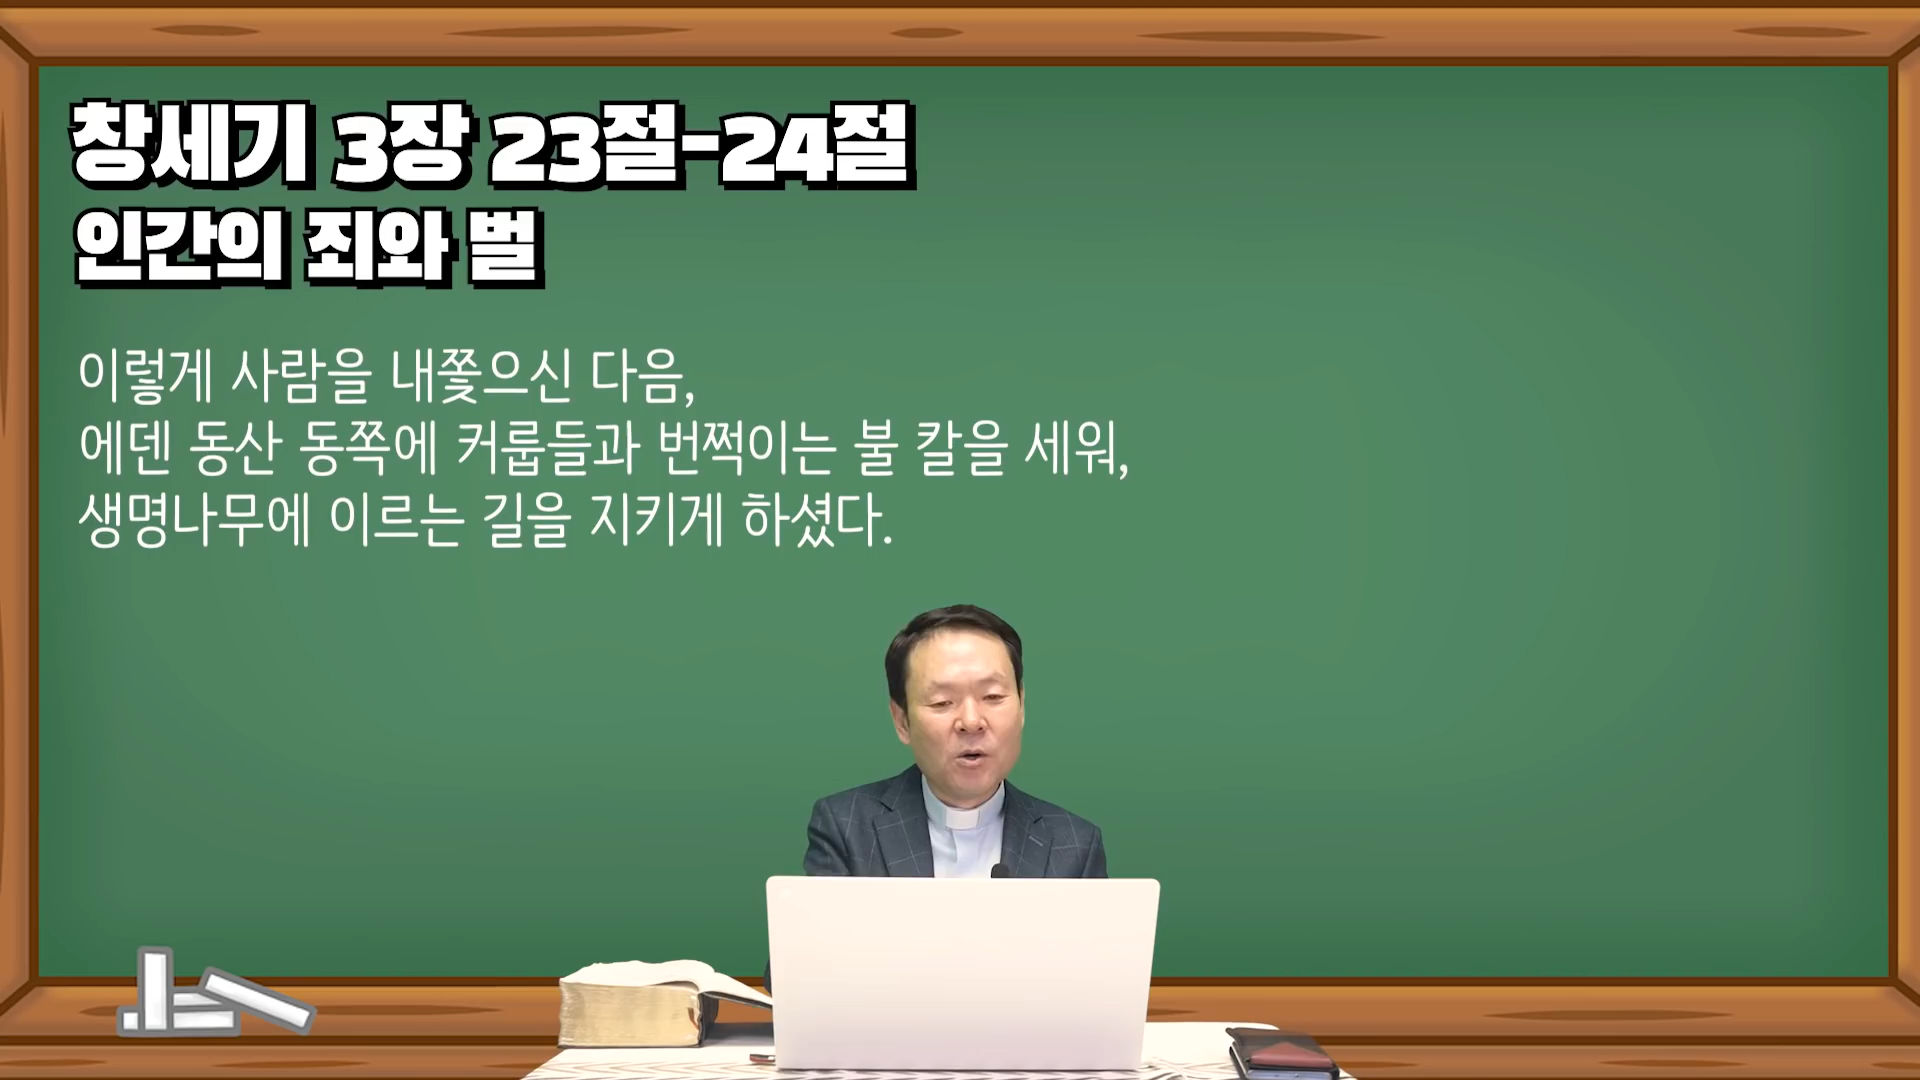 창세기 3장 23절-24절
인간의 죄와 벌
이렇게 사람을 내쫓으신 다음,
에덴 동산 동쪽에 커룹들과 번쩍이는 불 칼을 세워,
생명나무에 이르는 길을 지키게 하셨다.